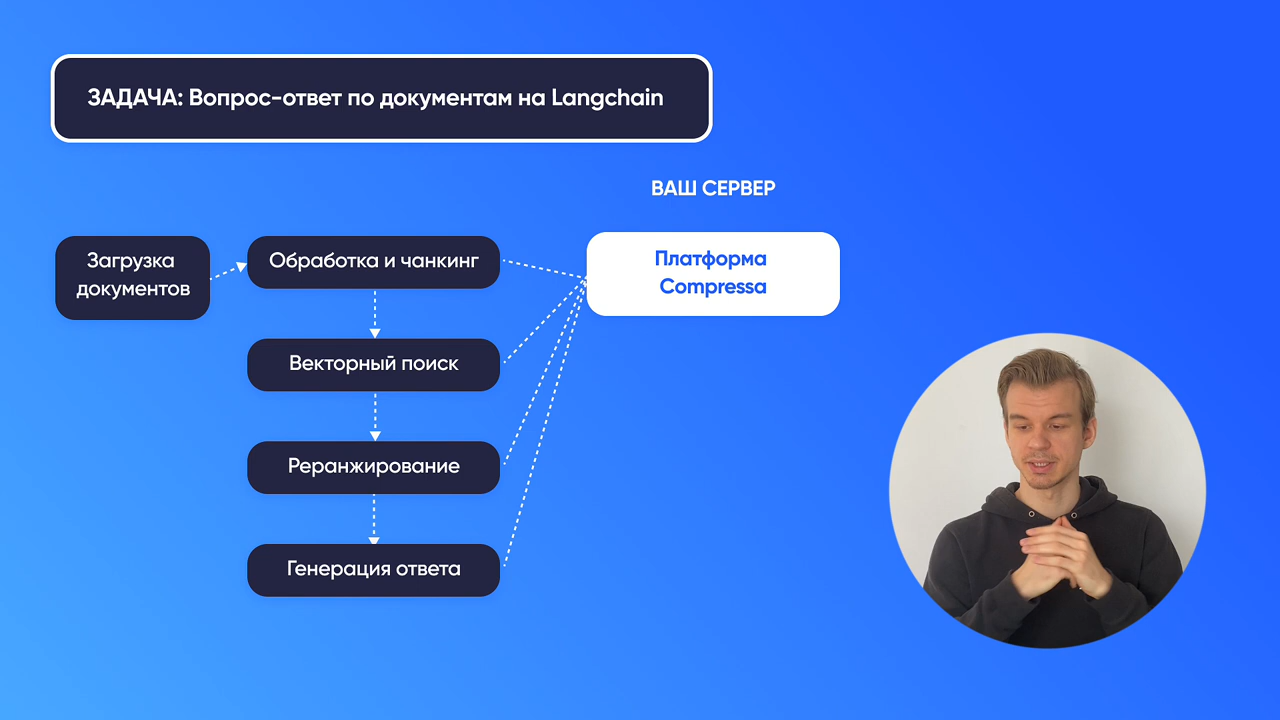 ЗАДАЧА: Вопрос-ответ по документам на Langchain
ВАШ СЕРВЕР
Загрузка
документов
Обработка и чанкинг
Платформа
Compressa
Векторный поиск
Реранжирование
Генерация ответа